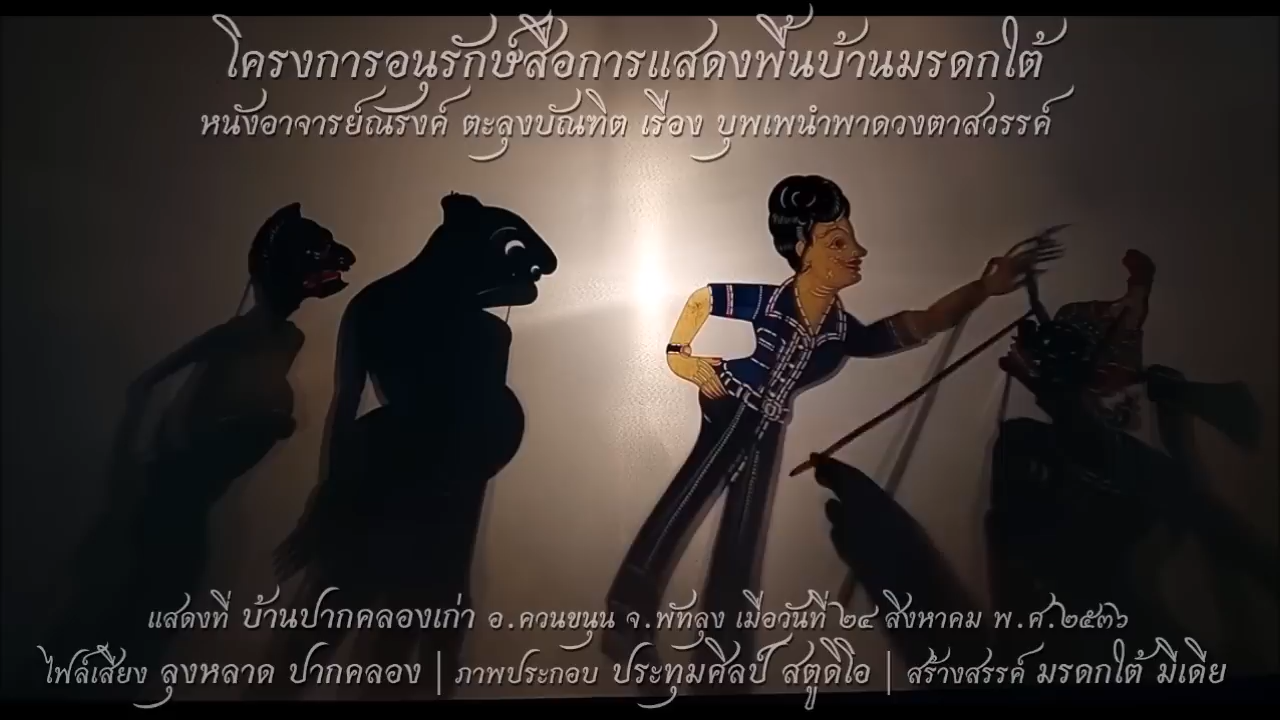 โครงการอนุรักษ์สื่อการแสดงพื้นบ้านมรดกใต้
หนังอาจารย์ณรงค์ ตะลุงบัณฑิต เรื่อง บุพเพนำพาดวงตาสวรรค์
แสดงที่ บ้านปากคลองเก่า อ.ควนขนุน จ.พัทลุง เมื่อวันที่ ๒๔ สิงหาคม พ.ศ.๒๕๓๖
ไฟล์เสียง ลุงหลาด ปากคลอง | ภาพประกอบ ประทุมศิลป์ สตูดิโอ | สร้างสรรค์ มรดกใต้ มีเดีย